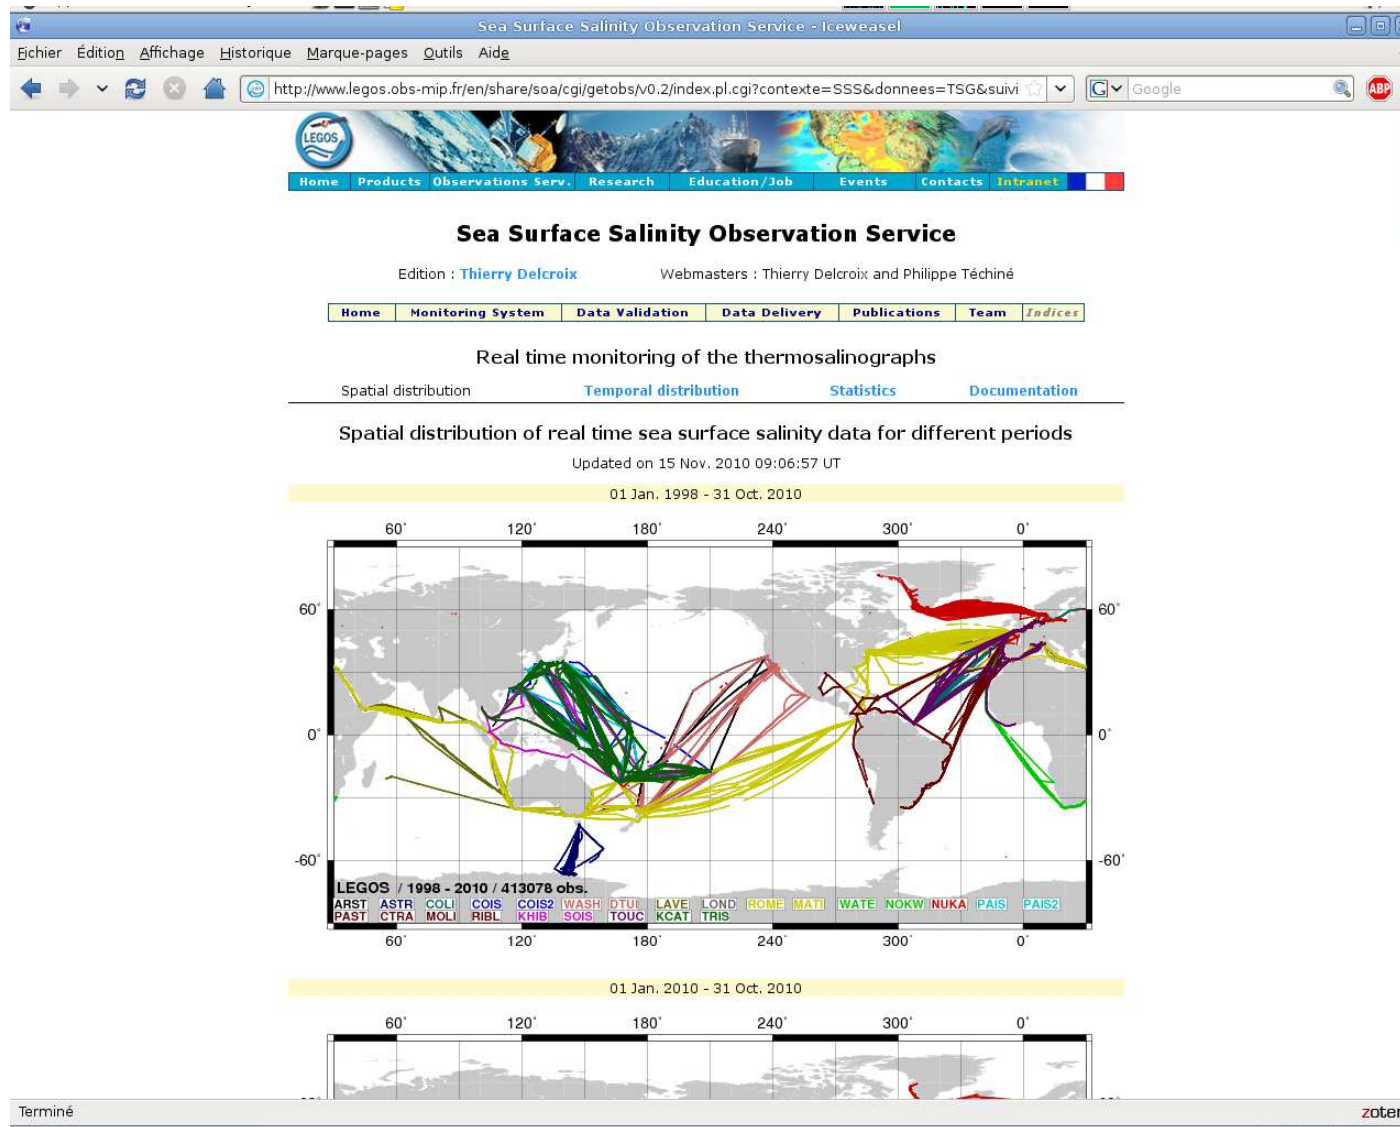 Sea Surface Salinity Observation Service - Iceweasel
Fichier Édition Affichage Historique Marque-pages Outils Aide
http://www.legos.obs-mip.fr/en/share/soa/cgi/getobs/v0.2/index.pl.cgi?contexte=SSS&donnees=TSG&suivi G Google ABP
LEGOS
Home Products Observations Serv. Research Education/Job Events Contacts Intranet
Sea Surface Salinity Observation Service
Edition : Thierry Delcroix Webmasters : Thierry Delcroix and Philippe Téchiné
Home Monitoring System Data Validation Data Delivery Publications Team Indices
Real time monitoring of the thermosalinographs
Spatial distribution Temporal distribution Statistics Documentation
Spatial distribution of real time sea surface salinity data for different periods
Updated on 15 Nov. 2010 09:06:57 UT
01 Jan. 1998 - 31 Oct. 2010
60° 120° 180° 240° 300° 0°
60° 60°
0° 0°
-60° -60°
LEGOS / 1998 - 2010 / 413078 obs.
ARST ASTR COLI COIS COIS2 WASH DTUI LAVE LOND ROME MATI WATE NOKW NUKA PAIS PAIS2
PAST CTRA MOLI RIBL KHIB SOIS TOUC KCAT TRIS
60° 120° 180° 240° 300° 0°
01 Jan. 2010 - 31 Oct. 2010
60° 120° 180° 240° 300° 0°
Terminé zoter